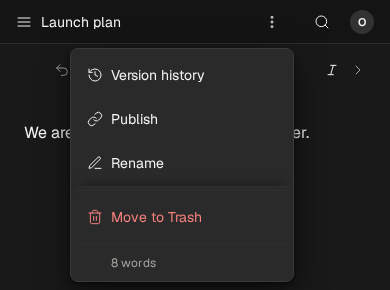 Launch plan
O
I
Version history
Publish
We are
er.
Rename
Move to Trash
8 words